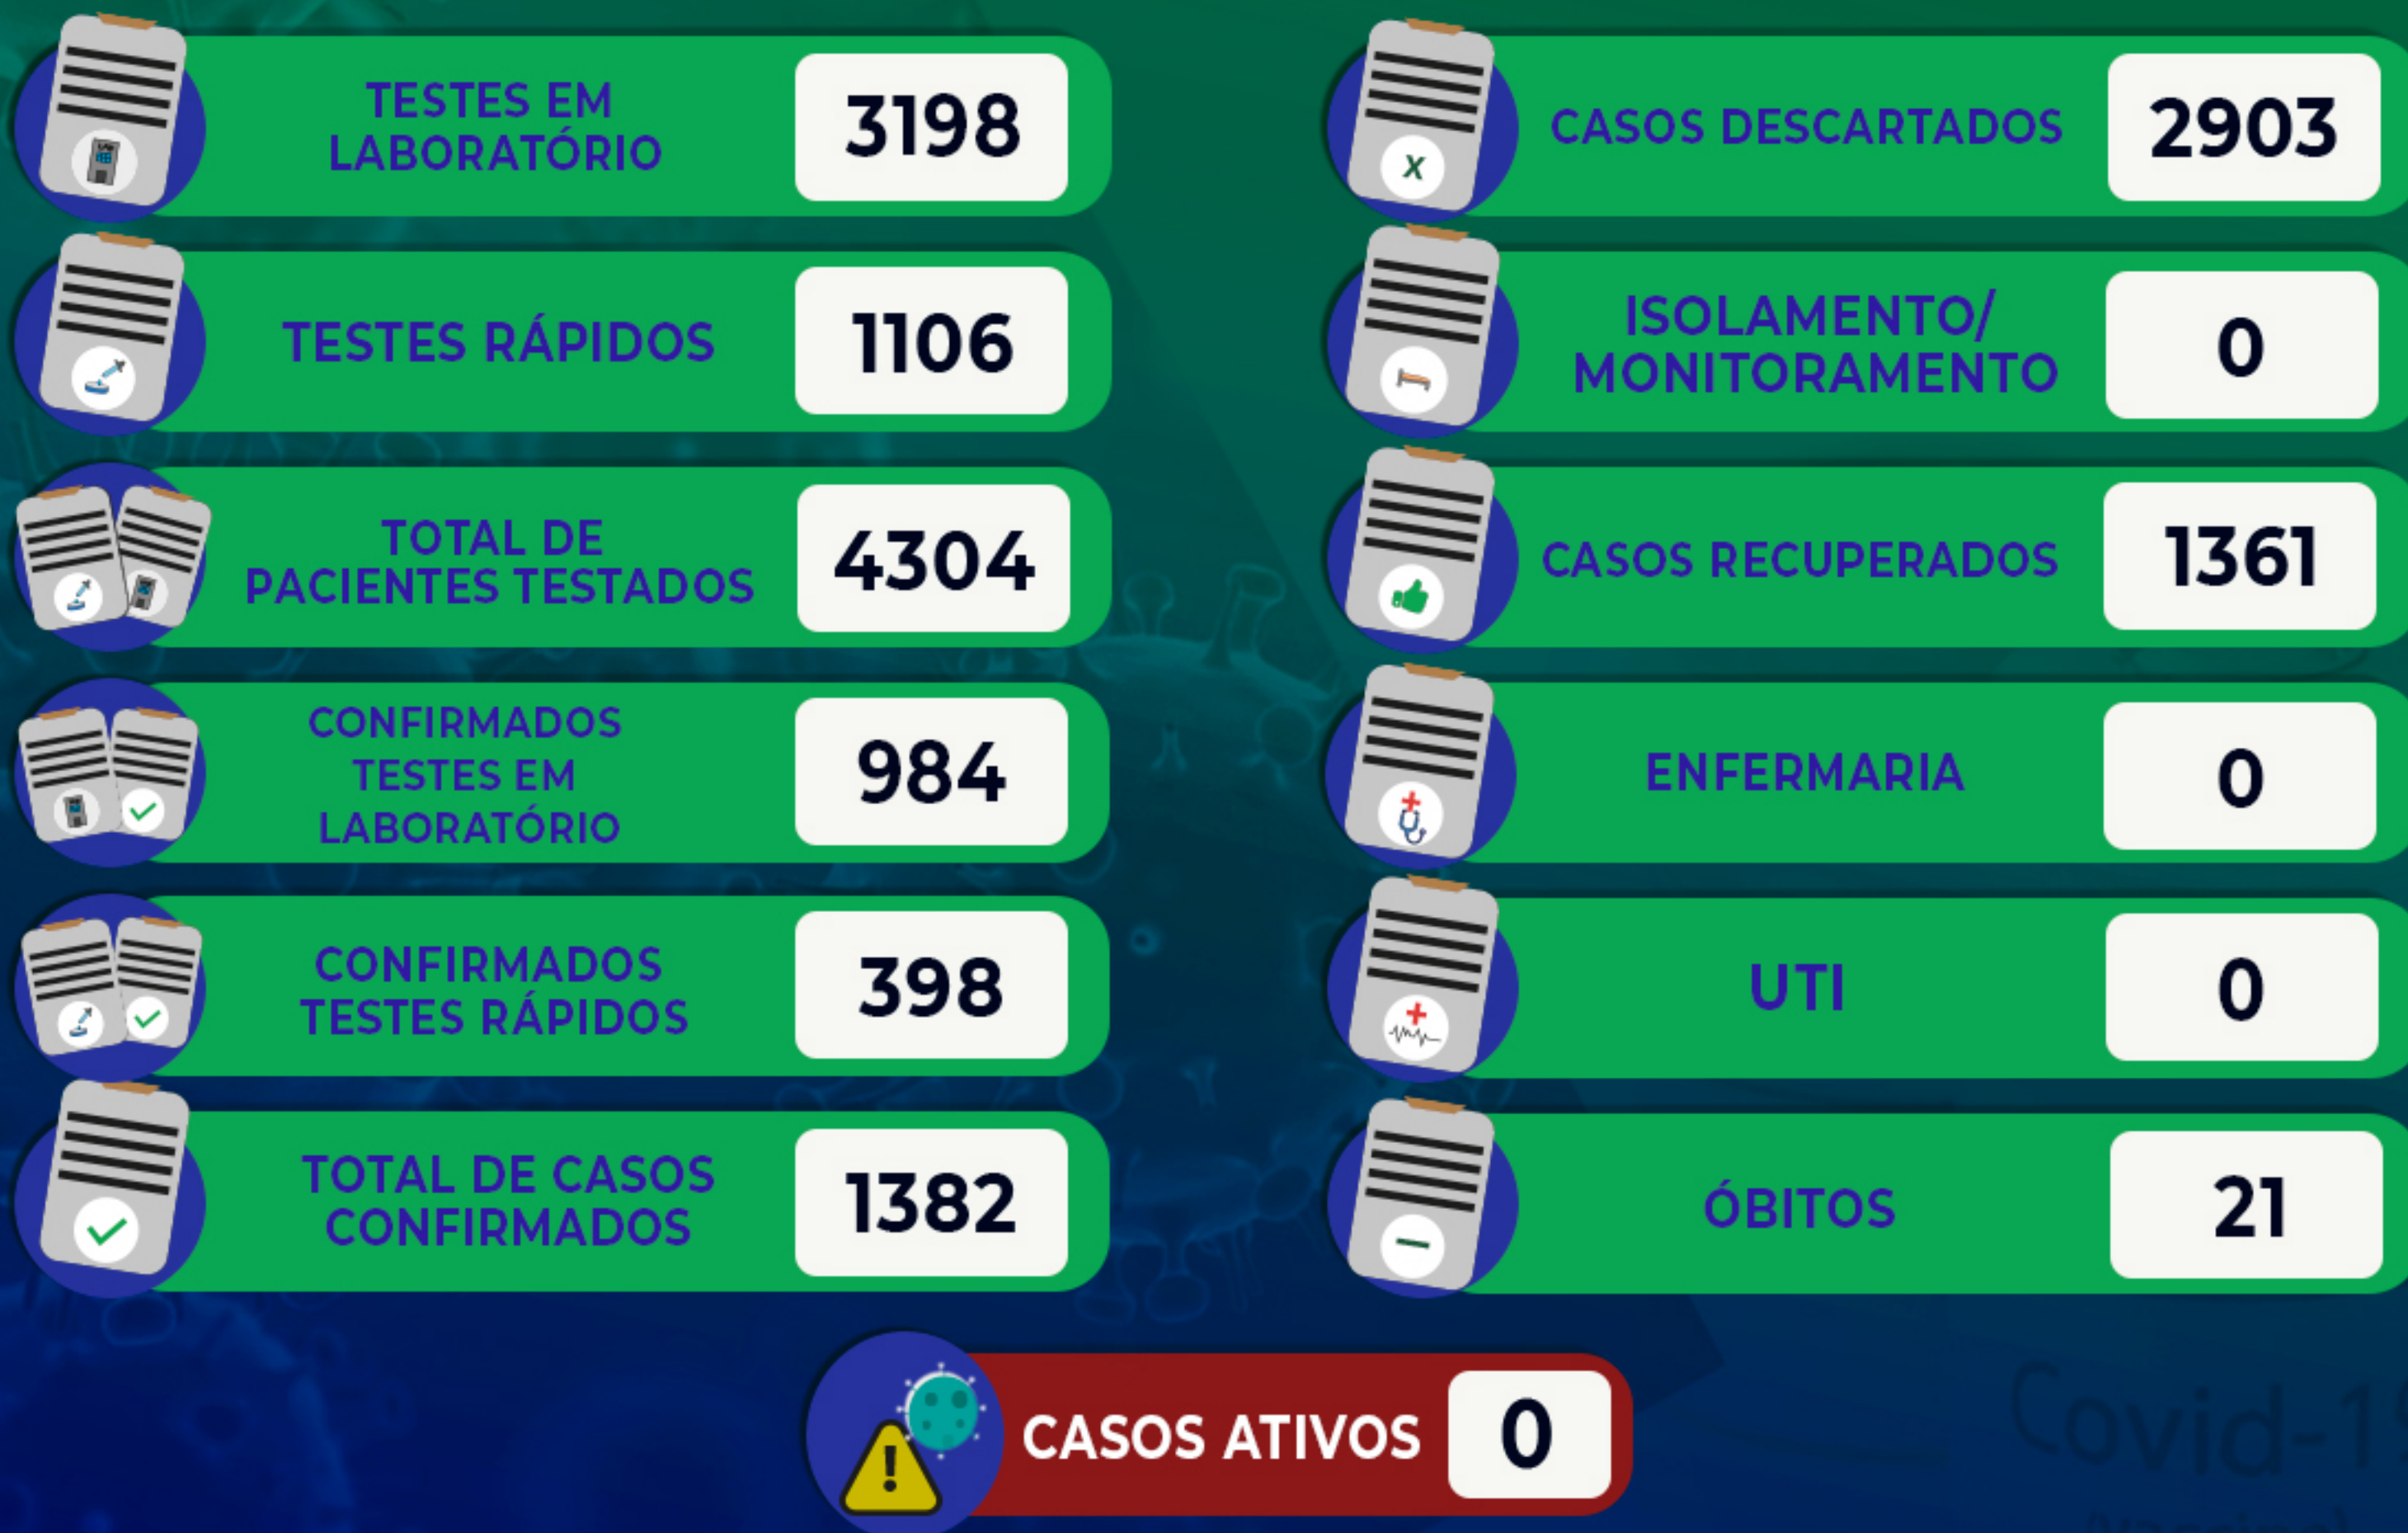 TESTES EM
LABORATÓRIO
3198
TESTES RÁPIDOS
1106
TOTAL DE
PACIENTES TESTADOS
4304
CONFIRMADOS
TESTES EM
LABORATÓRIO
984
CONFIRMADOS
TESTES RÁPIDOS
398
TOTAL DE CASOS
CONFIRMADOS
1382
CASOS DESCARTADOS
2903
X
ISOLAMENTO/
MONITORAMENTO
0
CASOS RECUPERADOS
1361
ENFERMARIA
0
UTI
0
ÓBITOS
21
CASOS ATIVOS
0
Covid-1